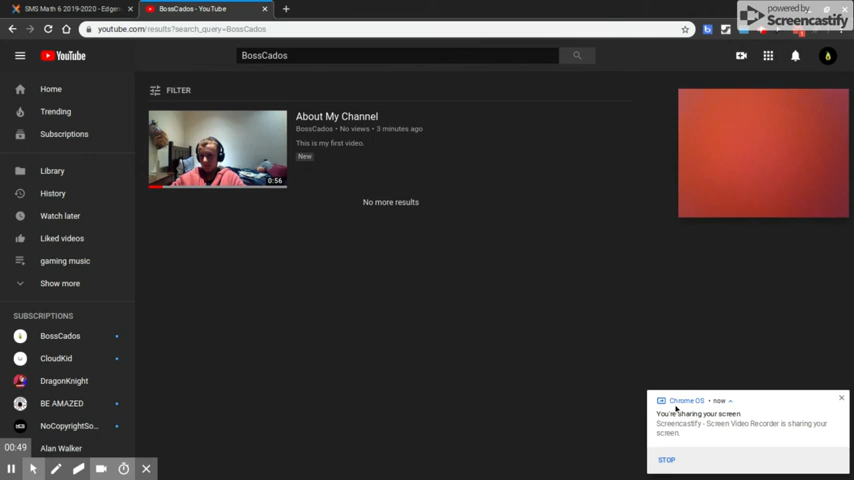 SMS Math 6 2019-2020 - Edgen
BossCados - YouTube
powered by
Screencastify
youtube.com/results?search_query=BossCados
YouTube
BossCados
Home
Trending
Subscriptions
Library
History
Watch later
Liked videos
gaming music
Show more
SUBSCRIPTIONS
BossCados
CloudKid
DragonKnight
BE AMAZED
NoCopyrightSo...
Alan Walker
FILTER
0:56
About My Channel
BossCados • No views • 3 minutes ago
This is my first video.
New
No more results
Chrome OS • now
You're sharing your screen
Screencastify - Screen Video Recorder is sharing your
screen.
STOP
00:49